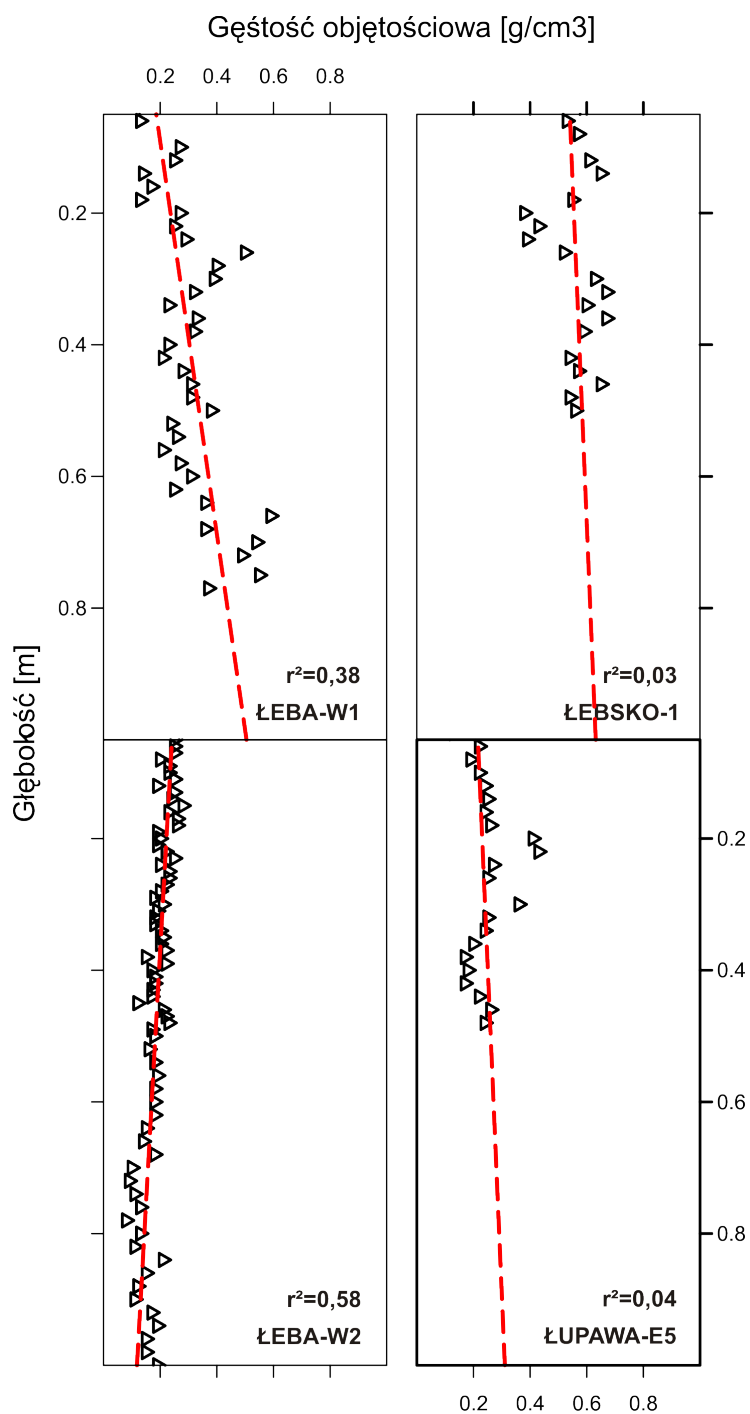 Gęśtość objętościowa [g/cm3]
0.2 0.4 0.6 0.8
0.2
0.4
0.6
0.8
r²=0,38
ŁEBA-W1
r²=0,03
ŁEBSKO-1
Głębokość [m]
0.2
0.4
0.6
0.8
r²=0,58
ŁEBA-W2
r²=0,04
ŁUPAWA-E5
0.2 0.4 0.6 0.8